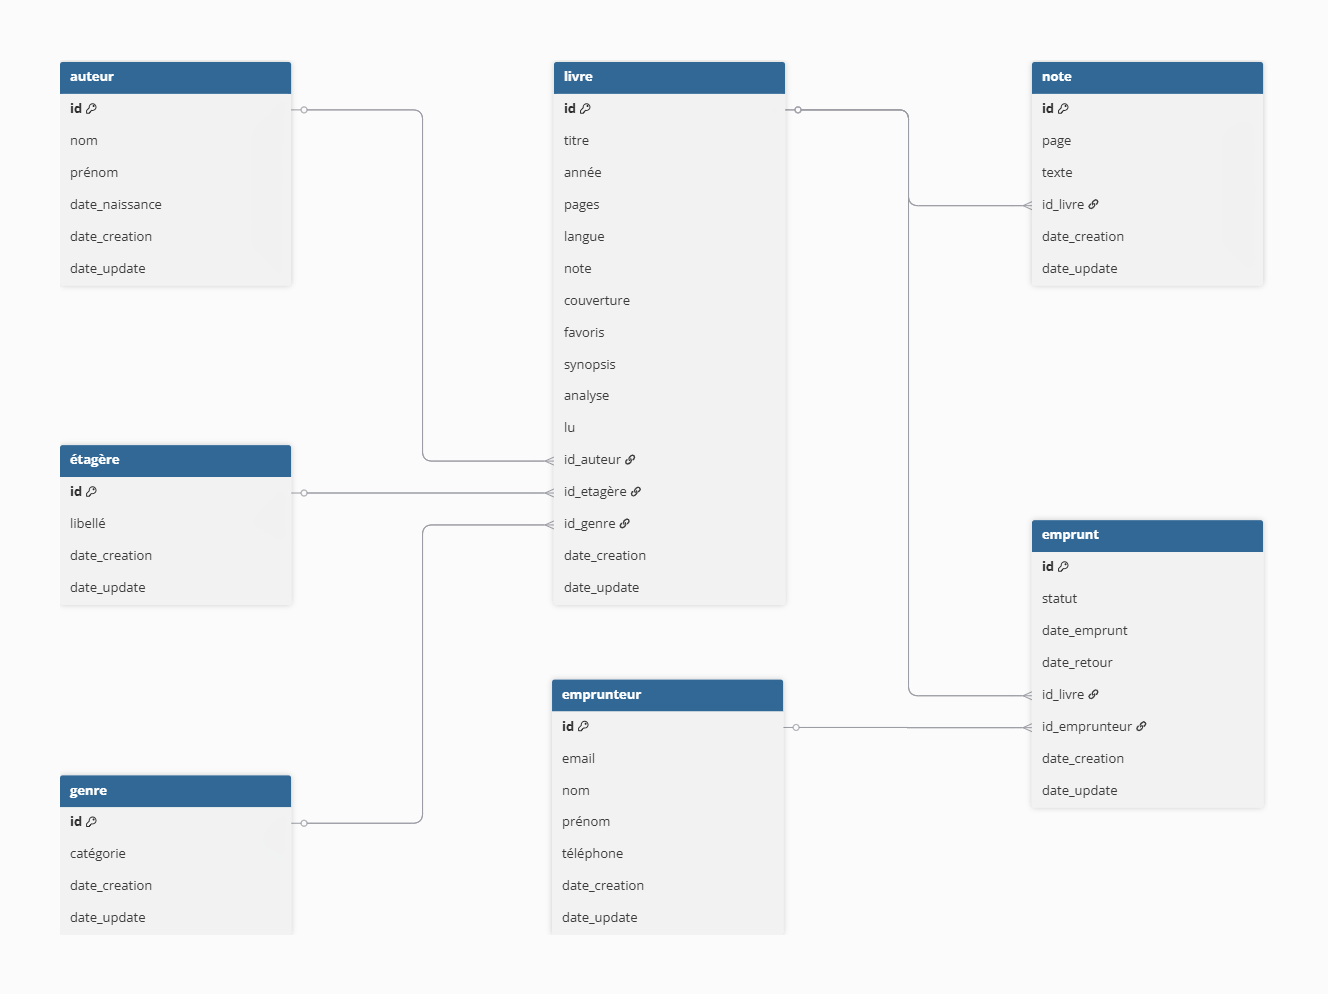 auteur
id
nom
prénom
date_naissance
date_creation
date_update
livre
id
titre
année
pages
langue
note
couverture
favoris
synopsis
analyse
lu
id_auteur
id_etagère
id_genre
date_creation
date_update
note
id
page
texte
id_livre
date_creation
date_update
étagère
id
libellé
date_creation
date_update
emprunt
id
statut
date_emprunt
date_retour
id_livre
id_emprunteur
date_creation
date_update
emprunteur
id
email
nom
prénom
téléphone
date_creation
date_update
genre
id
catégorie
date_creation
date_update